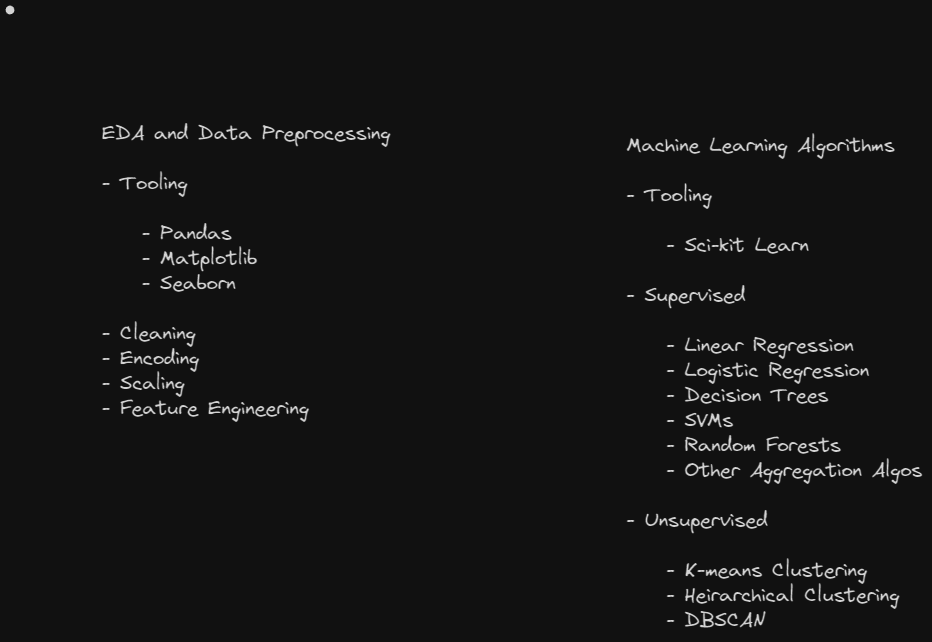 EDA and Data Preprocessing
- Tooling
- Pandas
- Matplotlib
- Seaborn
- Cleaning
- Encoding
- Scaling
- Feature Engineering
Machine Learning Algorithms
- Tooling
- Sci-kit Learn
- Supervised
- Linear Regression
- Logistic Regression
- Decision Trees
- SVMs
- Random Forests
- Other Aggregation Algos
- Unsupervised
- K-means Clustering
- Heirarchical Clustering
- DBSCAN